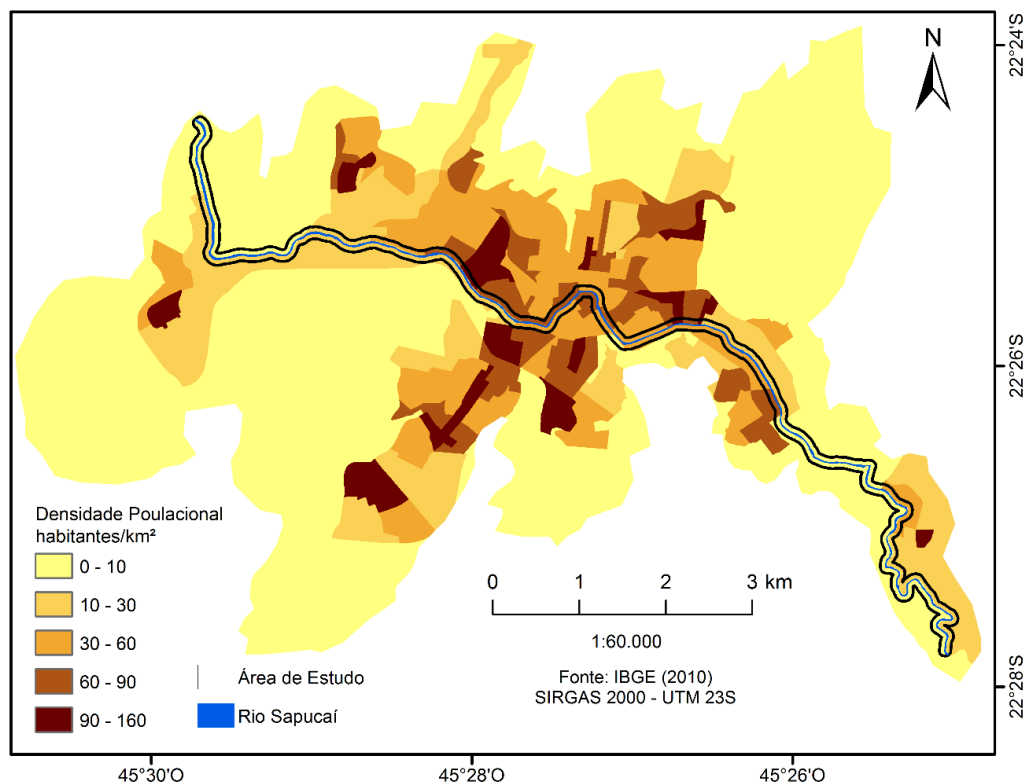 N
22°24'S
22°26'S
22°28'S
Densidade Poulacional
habitantes/km²
0 - 10
10 - 30
30 - 60
60 - 90
90 - 160
Área de Estudo
Rio Sapucaí
0 1 2 3 km
1:60.000
Fonte: IBGE (2010)
SIRGAS 2000 - UTM 23S
45°30'O 45°28'O 45°26'O